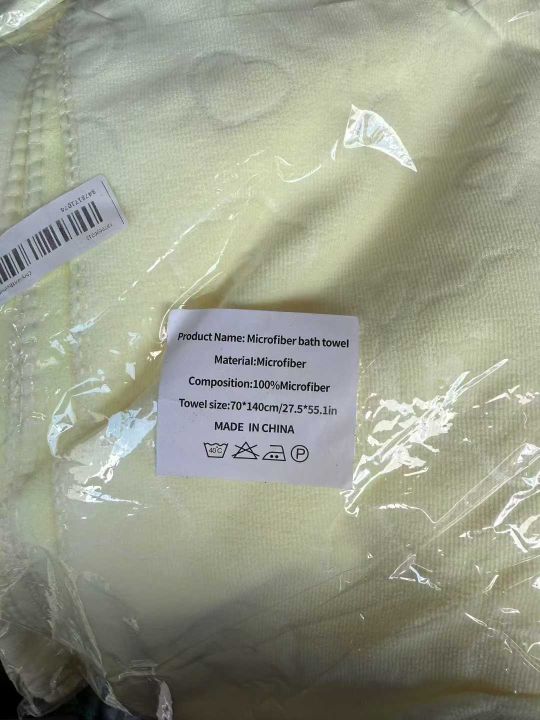 Product Name: Microfiber bath towel
Material:Microfiber
Composition:100%Microfiber
Towel size:70*140cm/27.5*55.1in
MADE IN CHINA
40°C
P